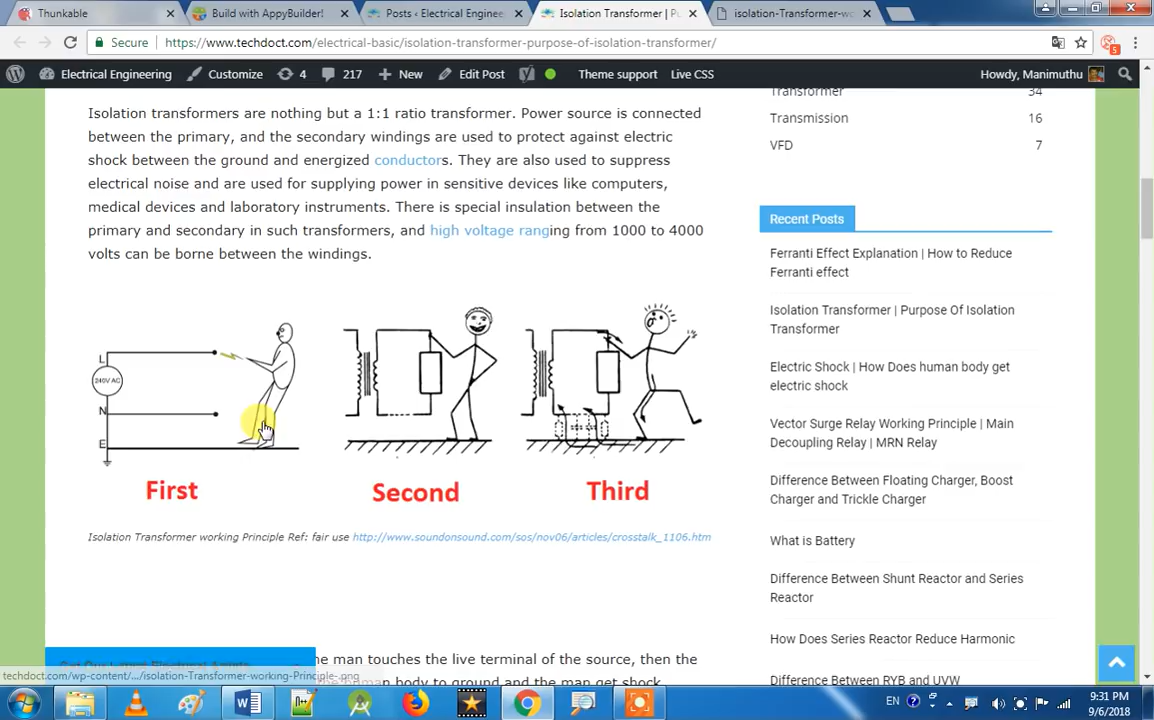 Thunkable
Build with AppyBuilder!
Posts ‹ Electrical Enginee
Isolation Transformer | Pu
isolation-Transformer-wo
Secure
https://www.techdoct.com/electrical-basic/isolation-transformer-purpose-of-isolation-transformer/
5
Electrical Engineering
Customize
4
217
New
Edit Post
Theme support
Live CSS
Howdy, Manimuthu
Isolation transformers are nothing but a 1:1 ratio transformer. Power source is connected
between the primary, and the secondary windings are used to protect against electric
shock between the ground and energized conductors. They are also used to suppress
electrical noise and are used for supplying power in sensitive devices like computers,
medical devices and laboratory instruments. There is special insulation between the
primary and secondary in such transformers, and high voltage ranging from 1000 to 4000
volts can be borne between the windings.
L
240V AC
N
E
First
Second
Third
Isolation Transformer working Principle Ref: fair use http://www.soundonsound.com/sos/nov06/articles/crosstalk_1106.htm
he man touches the live terminal of the source, then the
man body to ground and the man get shock.
techdoct.com/wp-content/.../isolation-Transformer-working-Principle-.png
Transformer 34
Transmission 16
VFD 7
Recent Posts
Ferranti Effect Explanation | How to Reduce
Ferranti effect
Isolation Transformer | Purpose Of Isolation
Transformer
Electric Shock | How Does human body get
electric shock
Vector Surge Relay Working Principle | Main
Decoupling Relay | MRN Relay
Difference Between Floating Charger, Boost
Charger and Trickle Charger
What is Battery
Difference Between Shunt Reactor and Series
Reactor
How Does Series Reactor Reduce Harmonic
Difference Between RYB and UVW
EN
9:31 PM
9/6/2018